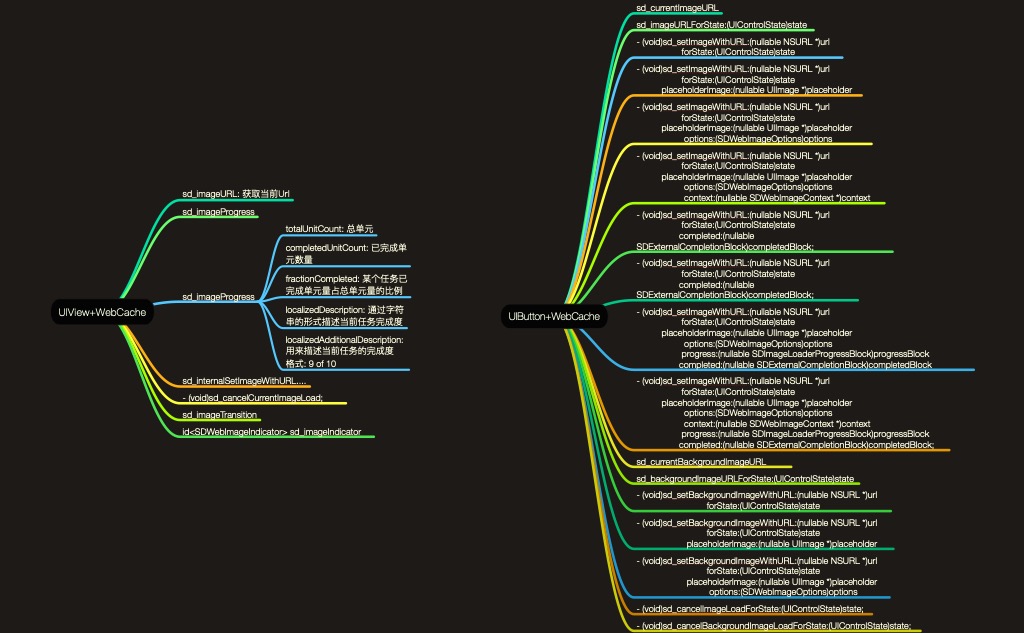 UIView+WebCache
sd_imageURL: 获取当前Url
sd_imageProgress
sd_imageProgress
totalUnitCount: 总单元
completedUnitCount: 已完成单
元数量
fractionCompleted: 某个任务已
完成单元量占总单元量的比例
localizedDescription: 通过字符
串的形式描述当前任务完成度
localizedAdditionalDescription:
用来描述当前任务的完成度
格式: 9 of 10
sd_internalSetImageWithURL....
- (void)sd_cancelCurrentImageLoad;
sd_imageTransition
id<SDWebImageIndicator> sd_imageIndicator
UIButton+WebCache
sd_currentImageURL
sd_imageURLForState:(UIControlState)state
- (void)sd_setImageWithURL:(nullable NSURL *)url
forState:(UIControlState)state
- (void)sd_setImageWithURL:(nullable NSURL *)url
forState:(UIControlState)state
placeholderImage:(nullable UIImage *)placeholder
- (void)sd_setImageWithURL:(nullable NSURL *)url
forState:(UIControlState)state
placeholderImage:(nullable UIImage *)placeholder
options:(SDWebImageOptions)options
- (void)sd_setImageWithURL:(nullable NSURL *)url
forState:(UIControlState)state
placeholderImage:(nullable UIImage *)placeholder
options:(SDWebImageOptions)options
context:(nullable SDWebImageContext *)context
- (void)sd_setImageWithURL:(nullable NSURL *)url
forState:(UIControlState)state
completed:(nullable
SDExternalCompletionBlock)completedBlock;
- (void)sd_setImageWithURL:(nullable NSURL *)url
forState:(UIControlState)state
completed:(nullable
SDExternalCompletionBlock)completedBlock;
- (void)sd_setImageWithURL:(nullable NSURL *)url
forState:(UIControlState)state
placeholderImage:(nullable UIImage *)placeholder
options:(SDWebImageOptions)options
progress:(nullable SDImageLoaderProgressBlock)progressBlock
completed:(nullable SDExternalCompletionBlock)completedBlock
- (void)sd_setImageWithURL:(nullable NSURL *)url
forState:(UIControlState)state
placeholderImage:(nullable UIImage *)placeholder
options:(SDWebImageOptions)options
context:(nullable SDWebImageContext *)context
progress:(nullable SDImageLoaderProgressBlock)progressBlock
completed:(nullable SDExternalCompletionBlock)completedBlock;
sd_currentBackgroundImageURL
sd_backgroundImageURLForState:(UIControlState)state
- (void)sd_setBackgroundImageWithURL:(nullable NSURL *)url
forState:(UIControlState)state
- (void)sd_setBackgroundImageWithURL:(nullable NSURL *)url
forState:(UIControlState)state
placeholderImage:(nullable UIImage *)placeholder
- (void)sd_setBackgroundImageWithURL:(nullable NSURL *)url
forState:(UIControlState)state
placeholderImage:(nullable UIImage *)placeholder
options:(SDWebImageOptions)options
- (void)sd_cancelImageLoadForState:(UIControlState)state;
- (void)sd_cancelBackgroundImageLoadForState:(UIControlState)state;